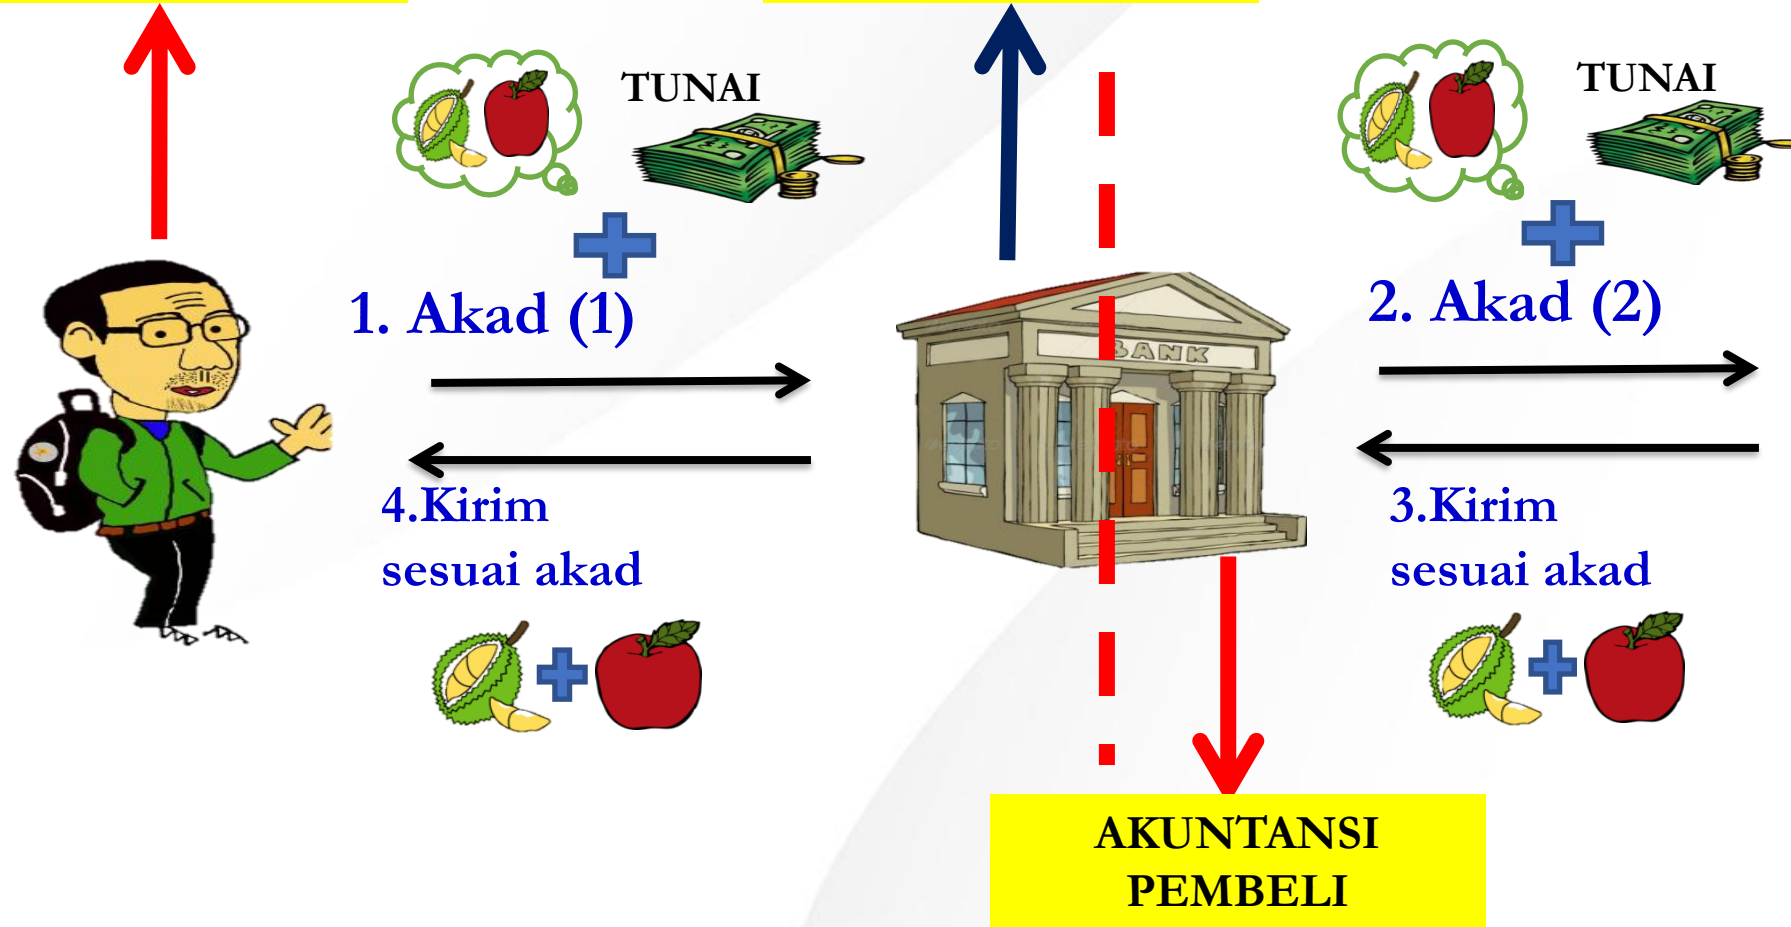 TUNAI
TUNAI
1. Akad (1)
2. Akad (2)
BANK
4.Kirim
sesuai akad
3.Kirim
sesuai akad
AKUNTANSI
PEMBELI